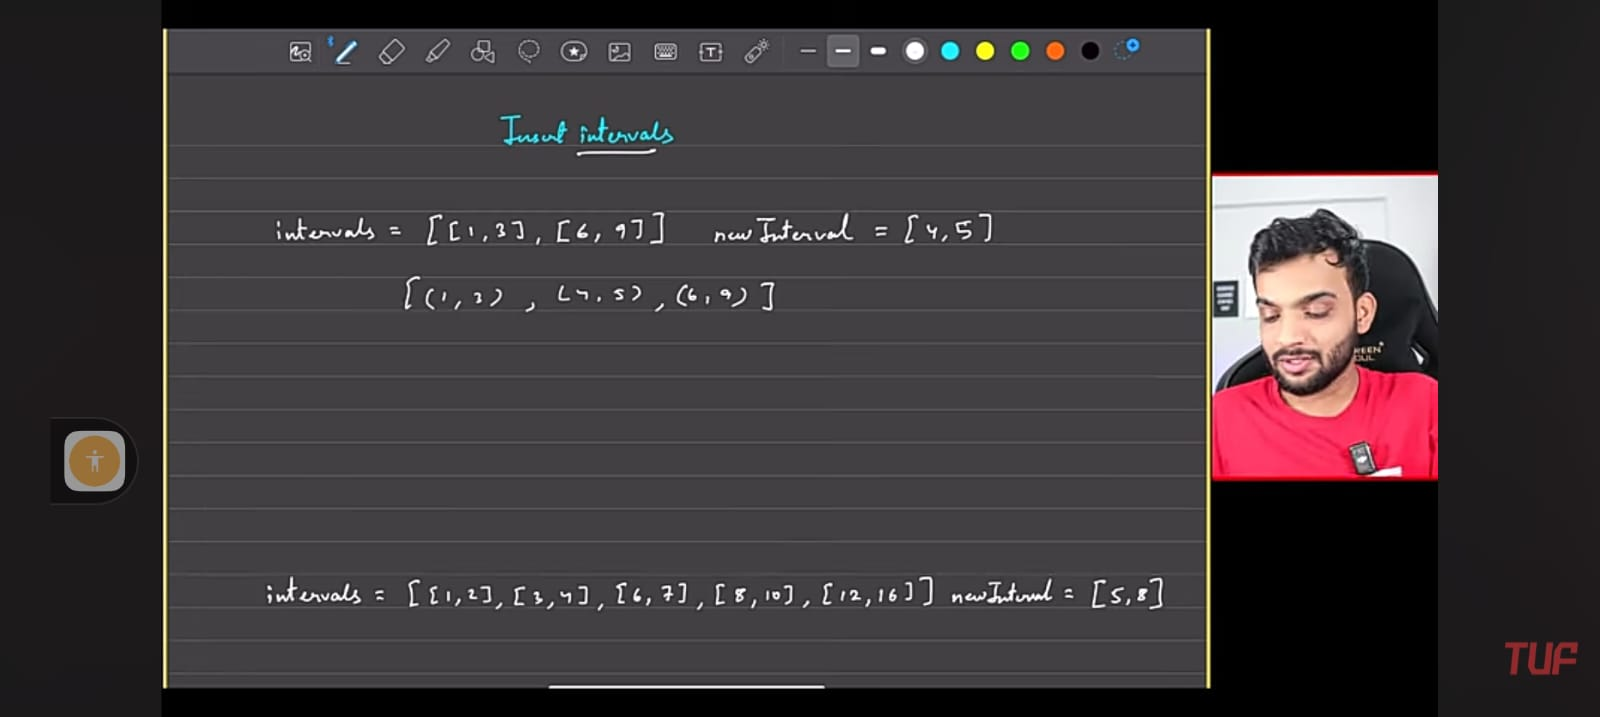 Insert intervals
intervals = [[1,3], [6,9]] newInterval = [4,5]
[(1,3), (4,5), (6,9)]
intervals = [[1,2], [3,4], [6,7], [8,10], [12,16]] newInterval = [5,8]
TUF